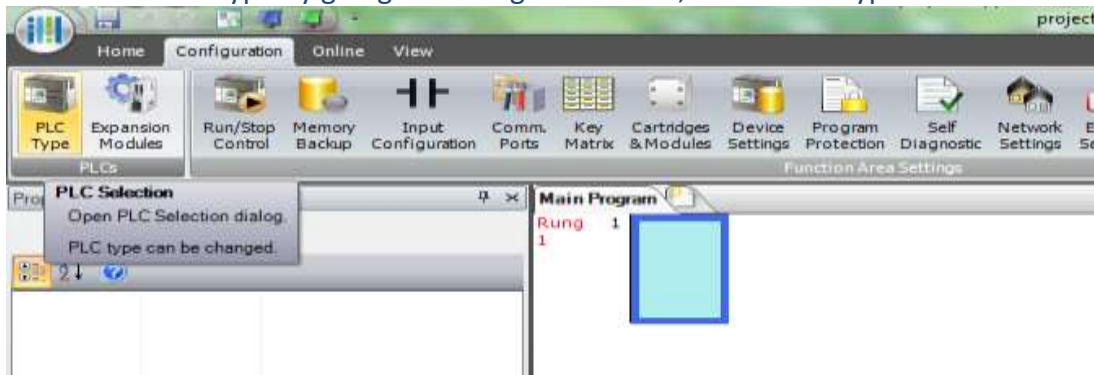 project
Home Configuration Online View
PLC Type Expansion Modules Run/Stop Control Memory Backup Input Configuration Comm. Ports Key Matrix Cartridges & Modules Device Settings Program Protection Self Diagnostic Network Settings
PLCs Function Area Settings
PLC Selection
Open PLC Selection dialog.
PLC type can be changed.
Main Program
Rung 1
1